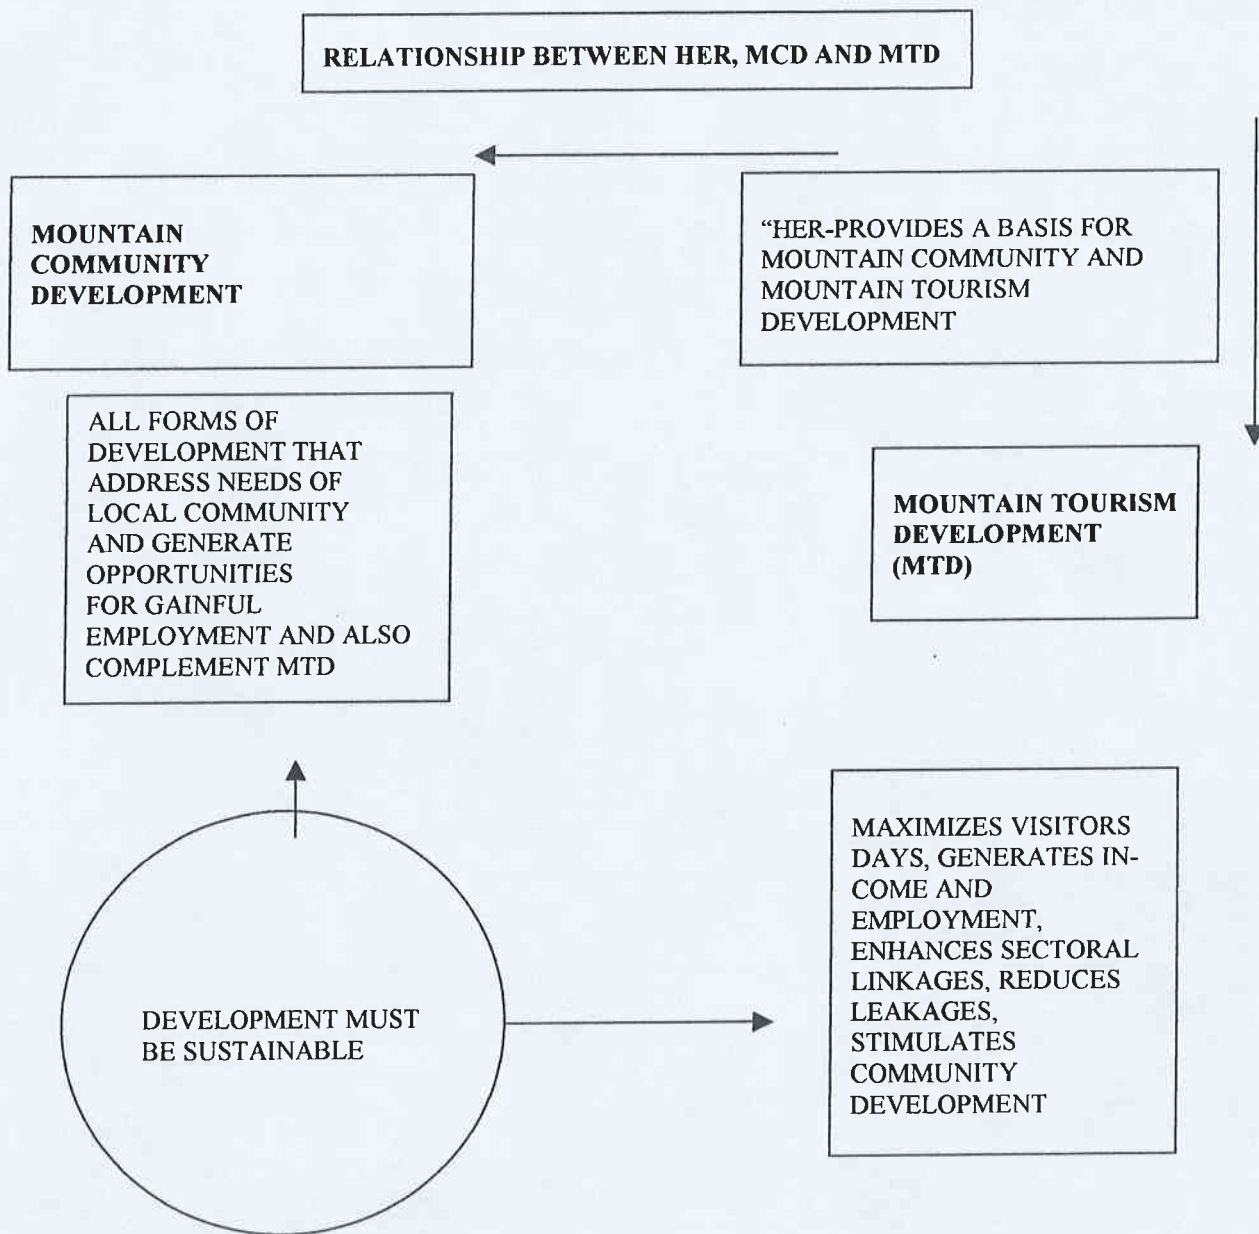 RELATIONSHIP BETWEEN HER, MCD AND MTD
MOUNTAIN
COMMUNITY
DEVELOPMENT
“HER-PROVIDES A BASIS FOR
MOUNTAIN COMMUNITY AND
MOUNTAIN TOURISM
DEVELOPMENT
ALL FORMS OF
DEVELOPMENT THAT
ADDRESS NEEDS OF
LOCAL COMMUNITY
AND GENERATE
OPPORTUNITIES
FOR GAINFUL
EMPLOYMENT AND ALSO
COMPLEMENT MTD
MOUNTAIN TOURISM
DEVELOPMENT
(MTD)
DEVELOPMENT MUST
BE SUSTAINABLE
MAXIMIZES VISITORS
DAYS, GENERATES IN-
COME AND
EMPLOYMENT,
ENHANCES SECTORAL
LINKAGES, REDUCES
LEAKAGES,
STIMULATES
COMMUNITY
DEVELOPMENT